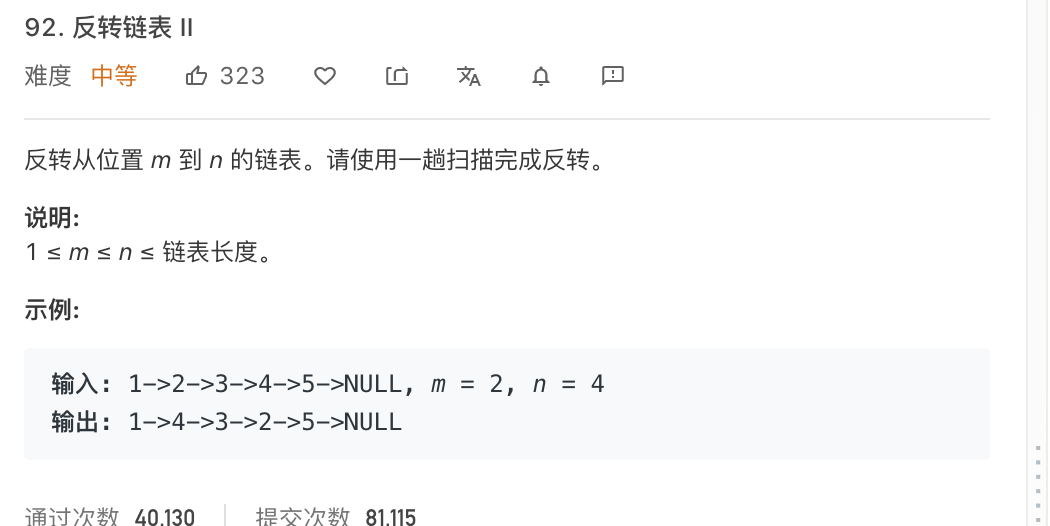 92. 反转链表 II
难度 中等 323
反转从位置 m 到 n 的链表。请使用一趟扫描完成反转。
说明:
1 ≤ m ≤ n ≤ 链表长度。
示例:
输入: 1->2->3->4->5->NULL, m = 2, n = 4
输出: 1->4->3->2->5->NULL
通过次数 40,130 提交次数 81,115